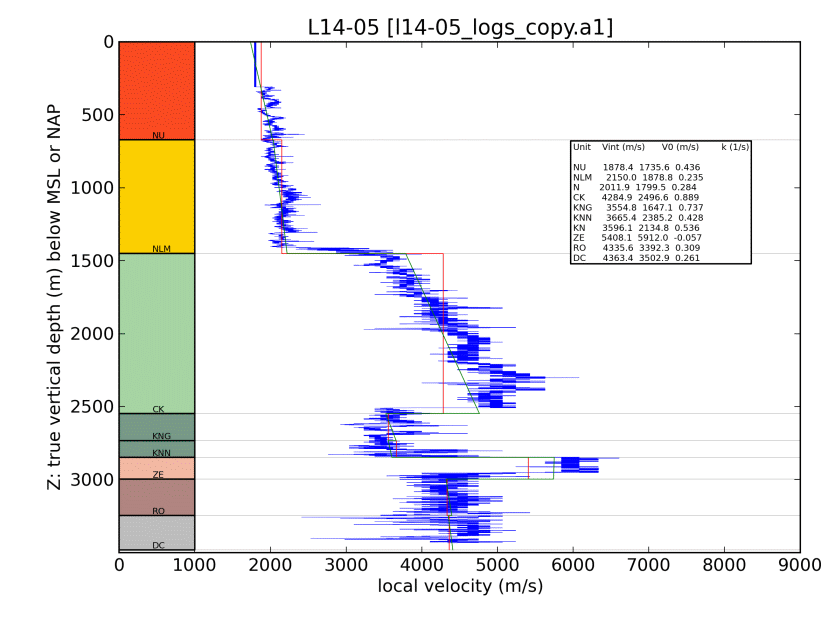 L14-05 [l14-05_logs_copy.a1]
Z: true vertical depth (m) below MSL or NAP
0
500
1000
1500
2000
2500
3000
NU
NLM
CK
KNG
KNN
ZE
RO
DC
Unit Vint (m/s) V0 (m/s) k (1/s)
NU 1878.4 1735.6 0.436
NLM 2150.0 1878.8 0.235
N 2011.9 1799.5 0.284
CK 4284.9 2496.6 0.889
KNG 3554.8 1647.1 0.737
KNN 3665.4 2385.2 0.428
KN 3596.1 2134.8 0.536
ZE 5408.1 5912.0 -0.057
RO 4335.6 3392.3 0.309
DC 4363.4 3502.9 0.261
0 1000 2000 3000 4000 5000 6000 7000 8000 9000
local velocity (m/s)